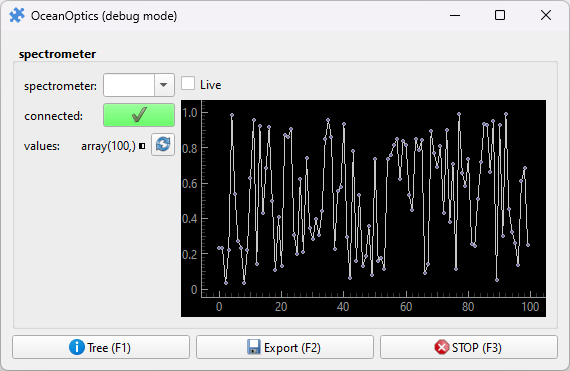 OceanOptics (debug mode)
spectrometer
spectrometer:
Live
connected:
values: array(100,)
1.0
0.8
0.6
0.4
0.2
0
0 20 40 60 80 100
Tree (F1) Export (F2) STOP (F3)